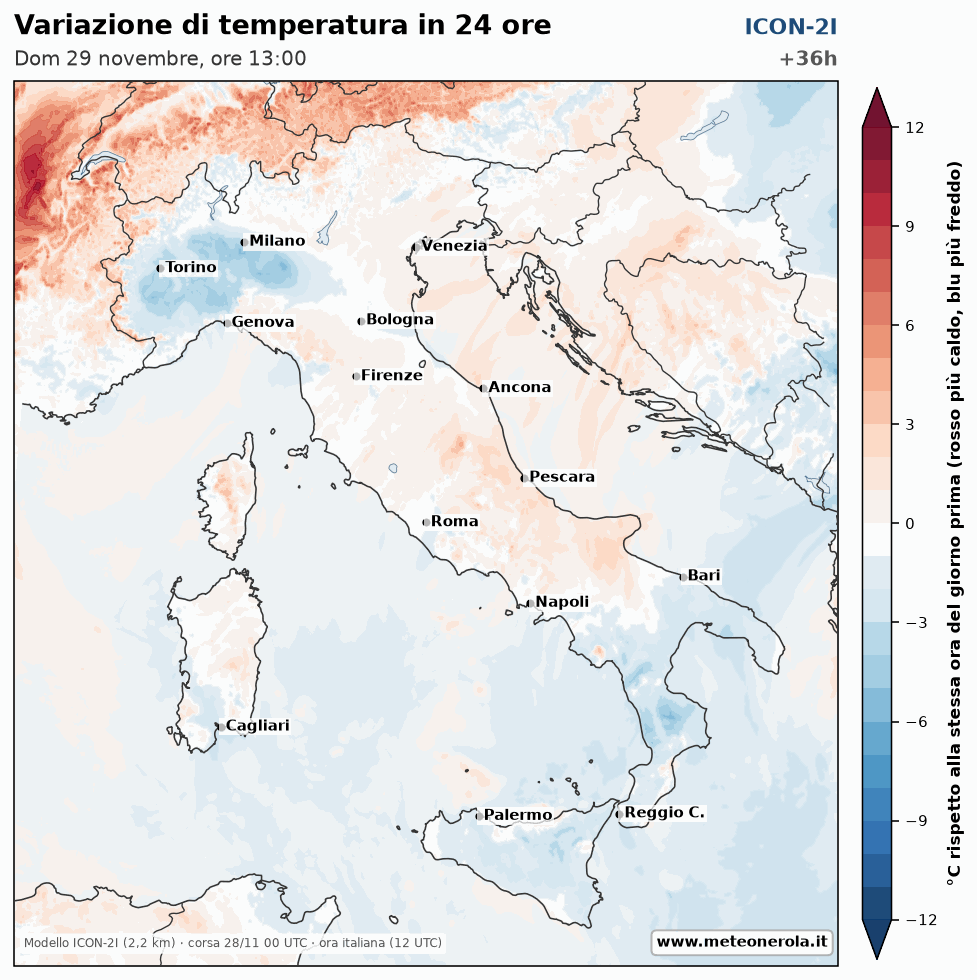 Variazione di temperatura in 24 ore
ICON-2I
Dom 29 novembre, ore 13:00
+36h
Milano
Venezia
Torino
Genova
Bologna
Firenze
Ancona
Pescara
Roma
Bari
Napoli
Cagliari
Palermo
Reggio C.
12
9
6
3
0
−3
−6
−9
−12
°C rispetto alla stessa ora del giorno prima (rosso più caldo, blu più freddo)
Modello ICON-2I (2,2 km) · corsa 28/11 00 UTC · ora italiana (12 UTC)
www.meteonerola.it